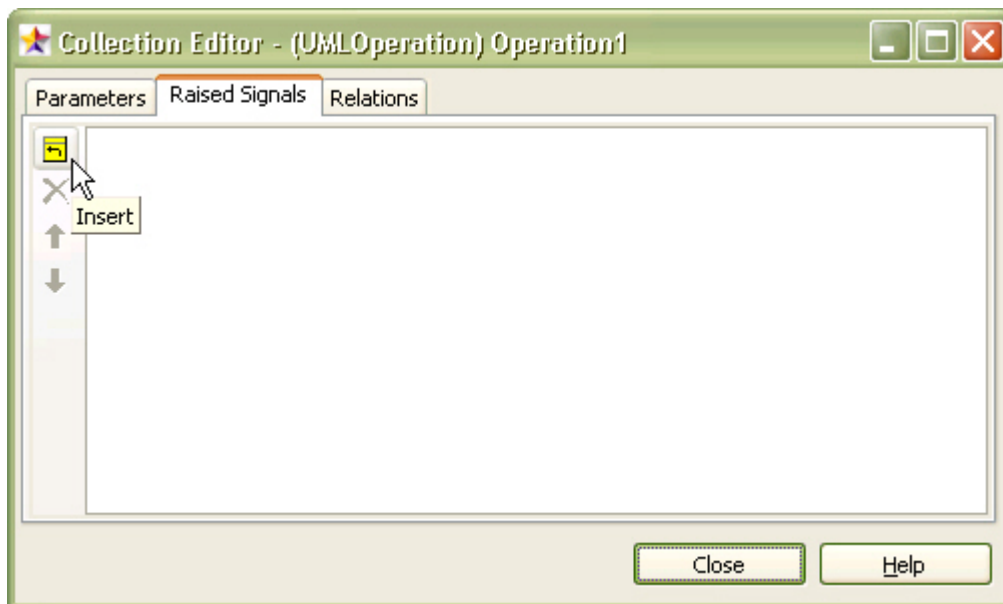 Collection Editor - (UMLOperation) Operation1
Parameters Raised Signals Relations
Insert
Close Help